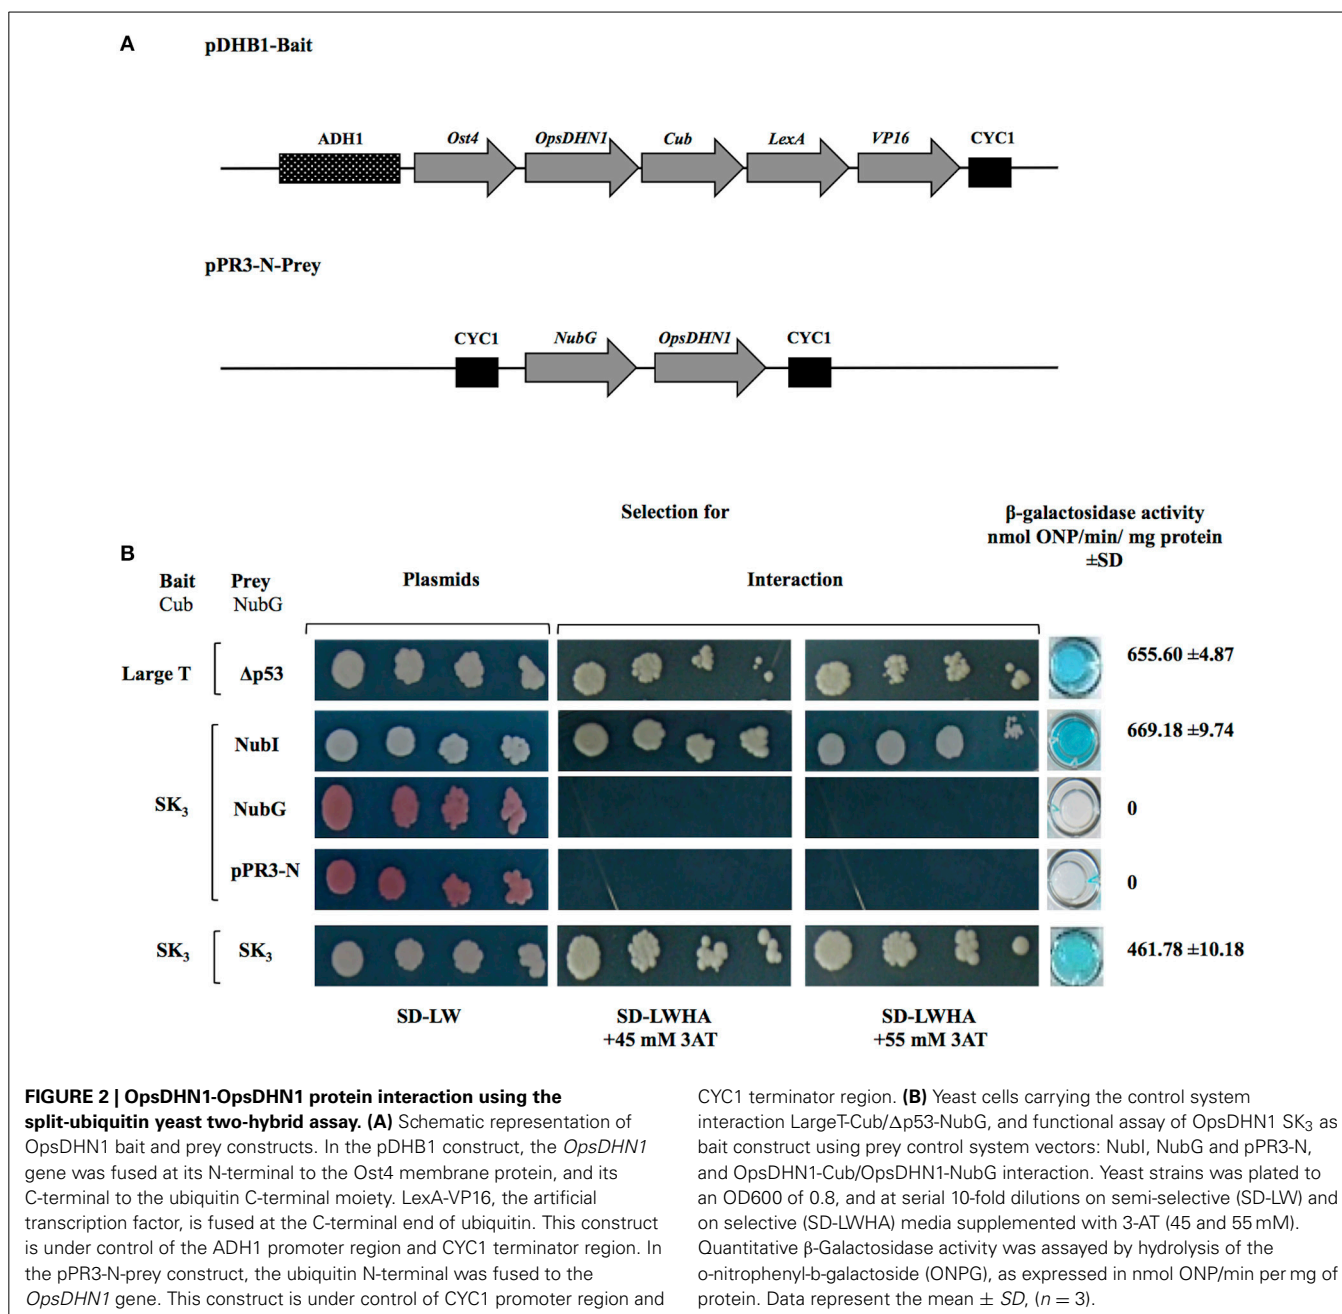 A
pDHB1-Bait
ADH1 Ost4 OpsDHN1 Cub LexA VP16 CYC1
pPR3-N-Prey
CYC1 NubG OpsDHN1 CYC1
Selection for
β-galactosidase activity
nmol ONP/min/ mg protein
±SD
B
Bait Prey Plasmids Interaction
Cub NubG
Large T Δp53 655.60 ±4.87
NubI 669.18 ±9.74
SK₃ NubG 0
pPR3-N 0
SK₃ SK₃ 461.78 ±10.18
SD-LW SD-LWHA SD-LWHA
+45 mM 3AT +55 mM 3AT
FIGURE 2 | OpsDHN1-OpsDHN1 protein interaction using the
split-ubiquitin yeast two-hybrid assay. (A) Schematic representation of
OpsDHN1 bait and prey constructs. In the pDHB1 construct, the OpsDHN1
gene was fused at its N-terminal to the Ost4 membrane protein, and its
C-terminal to the ubiquitin C-terminal moiety. LexA-VP16, the artificial
transcription factor, is fused at the C-terminal end of ubiquitin. This construct
is under control of the ADH1 promoter region and CYC1 terminator region. In
the pPR3-N-prey construct, the ubiquitin N-terminal was fused to the
OpsDHN1 gene. This construct is under control of CYC1 promoter region and
CYC1 terminator region. (B) Yeast cells carrying the control system
interaction LargeT-Cub/Δp53-NubG, and functional assay of OpsDHN1 SK₃ as
bait construct using prey control system vectors: NubI, NubG and pPR3-N,
and OpsDHN1-Cub/OpsDHN1-NubG interaction. Yeast strains was plated to
an OD600 of 0.8, and at serial 10-fold dilutions on semi-selective (SD-LW) and
on selective (SD-LWHA) media supplemented with 3-AT (45 and 55 mM).
Quantitative β-Galactosidase activity was assayed by hydrolysis of the
o-nitrophenyl-b-galactoside (ONPG), as expressed in nmol ONP/min per mg of
protein. Data represent the mean ± SD, (n = 3).